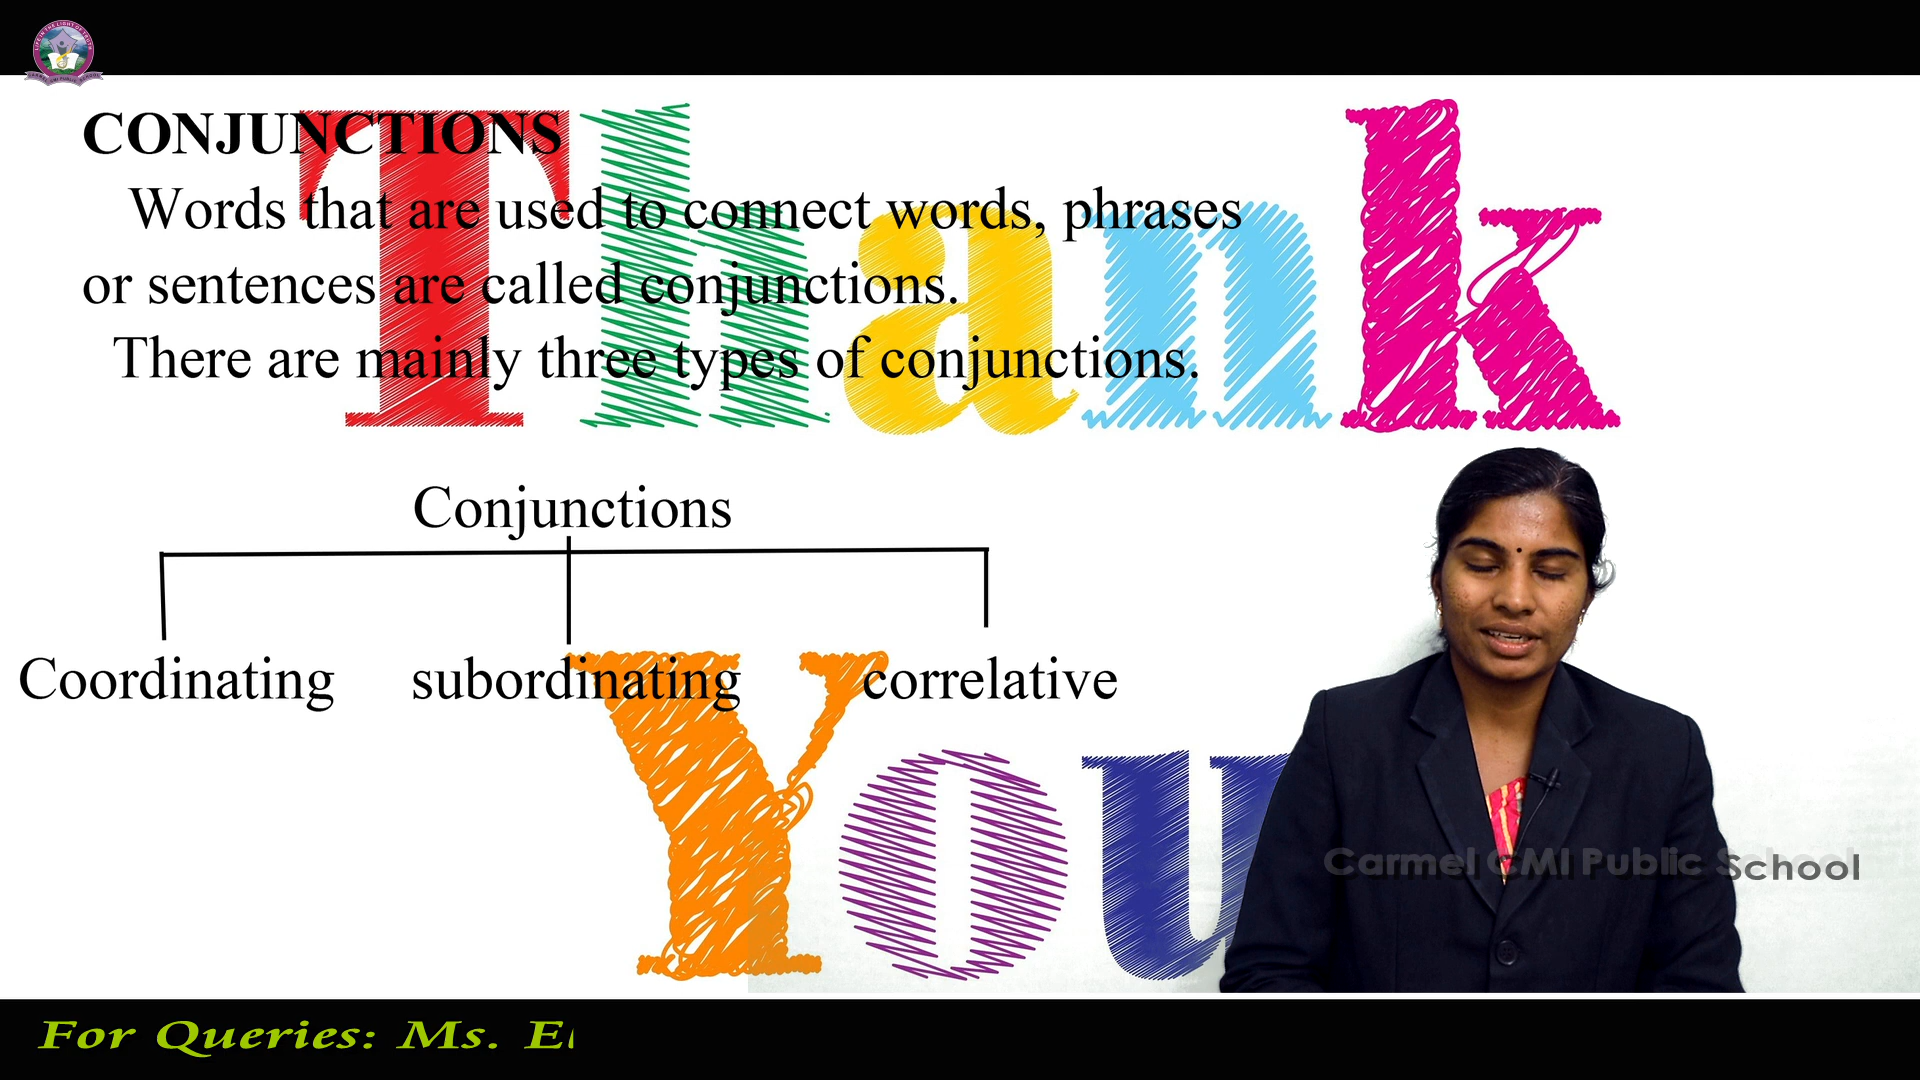 CONJUNCTIONS
Words that are used to connect words, phrases
or sentences are called conjunctions.
There are mainly three types of conjunctions.
Thank
Conjunctions
Coordinating subordinating correlative
You
Carmel CMI Public School
For Queries: Ms.